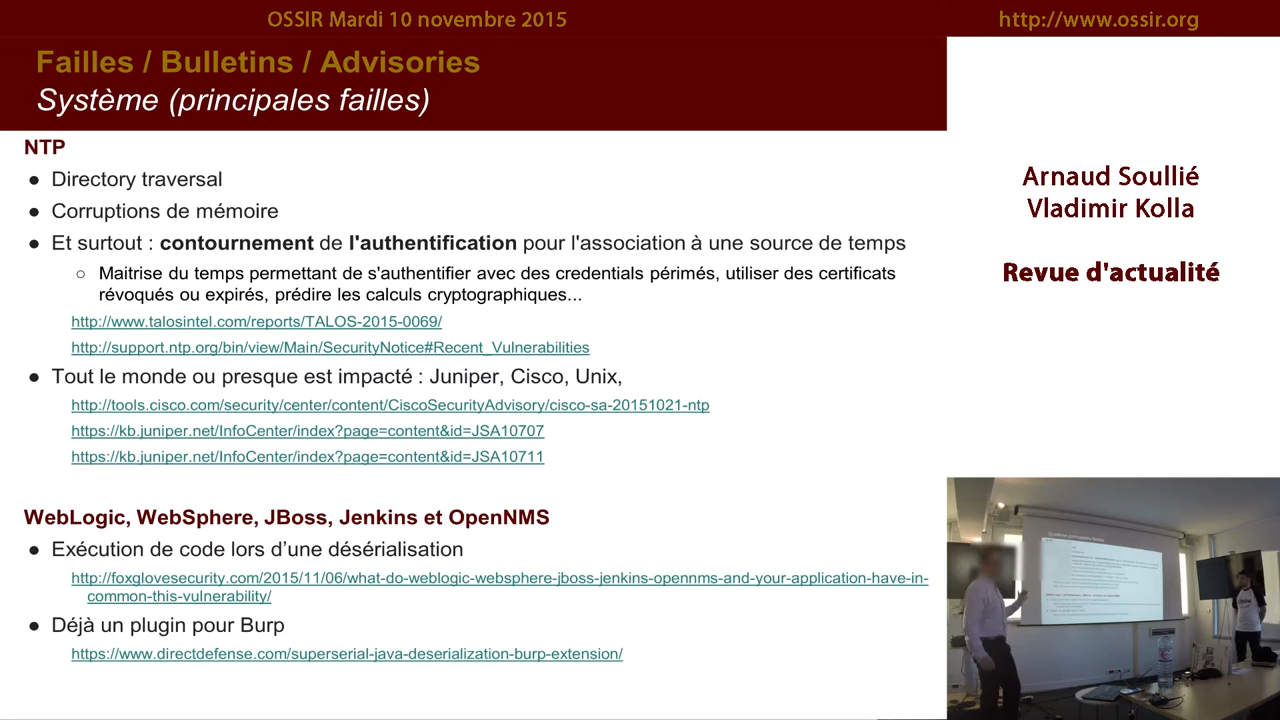 OSSIR Mardi 10 novembre 2015
http://www.ossir.org
Failles / Bulletins / Advisories
Système (principales failles)
NTP
● Directory traversal
● Corruptions de mémoire
● Et surtout : contournement de l'authentification pour l'association à une source de temps
○ Maitrise du temps permettant de s'authentifier avec des credentials périmés, utiliser des certificats
révoqués ou expirés, prédire les calculs cryptographiques...
http://www.talosintel.com/reports/TALOS-2015-0069/
http://support.ntp.org/bin/view/Main/SecurityNotice#Recent_Vulnerabilities
● Tout le monde ou presque est impacté : Juniper, Cisco, Unix,
http://tools.cisco.com/security/center/content/CiscoSecurityAdvisory/cisco-sa-20151021-ntp
https://kb.juniper.net/InfoCenter/index?page=content&id=JSA10707
https://kb.juniper.net/InfoCenter/index?page=content&id=JSA10711
WebLogic, WebSphere, JBoss, Jenkins et OpenNMS
● Exécution de code lors d’une désérialisation
http://foxglovesecurity.com/2015/11/06/what-do-weblogic-websphere-jboss-jenkins-opennms-and-your-application-have-in-
common-this-vulnerability/
● Déjà un plugin pour Burp
https://www.directdefense.com/superserial-java-deserialization-burp-extension/
Arnaud Soullié
Vladimir Kolla
Revue d'actualité